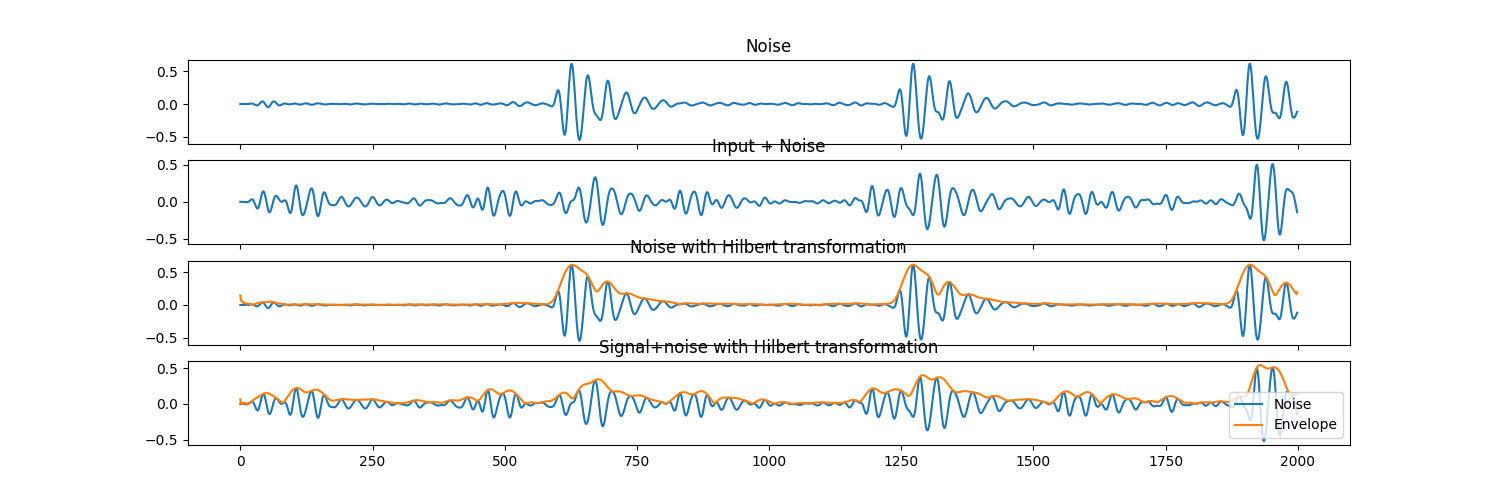 Noise
0.5
0.0
−0.5
Input + Noise
0.5
0.0
−0.5
Noise with Hilbert transformation
0.5
0.0
−0.5
Signal+noise with Hilbert transformation
0.5
0.0
−0.5
Noise
Envelope
0 250 500 750 1000 1250 1500 1750 2000